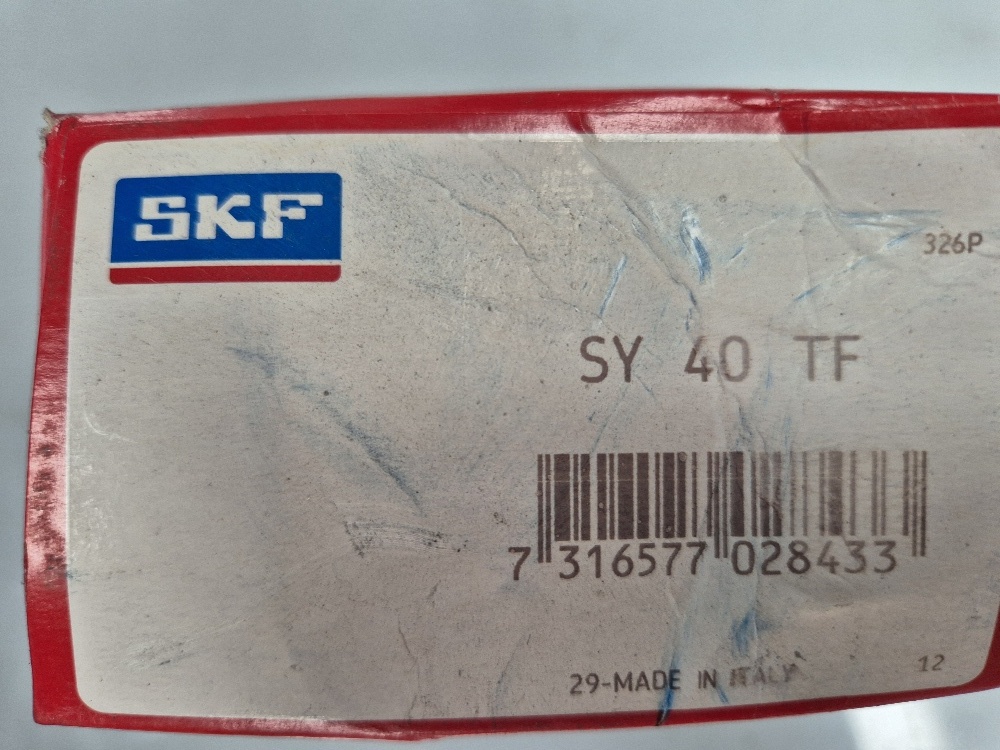 SKF
326P
SY 40 TF
7 316577 028433
29-MADE IN ITALY
12